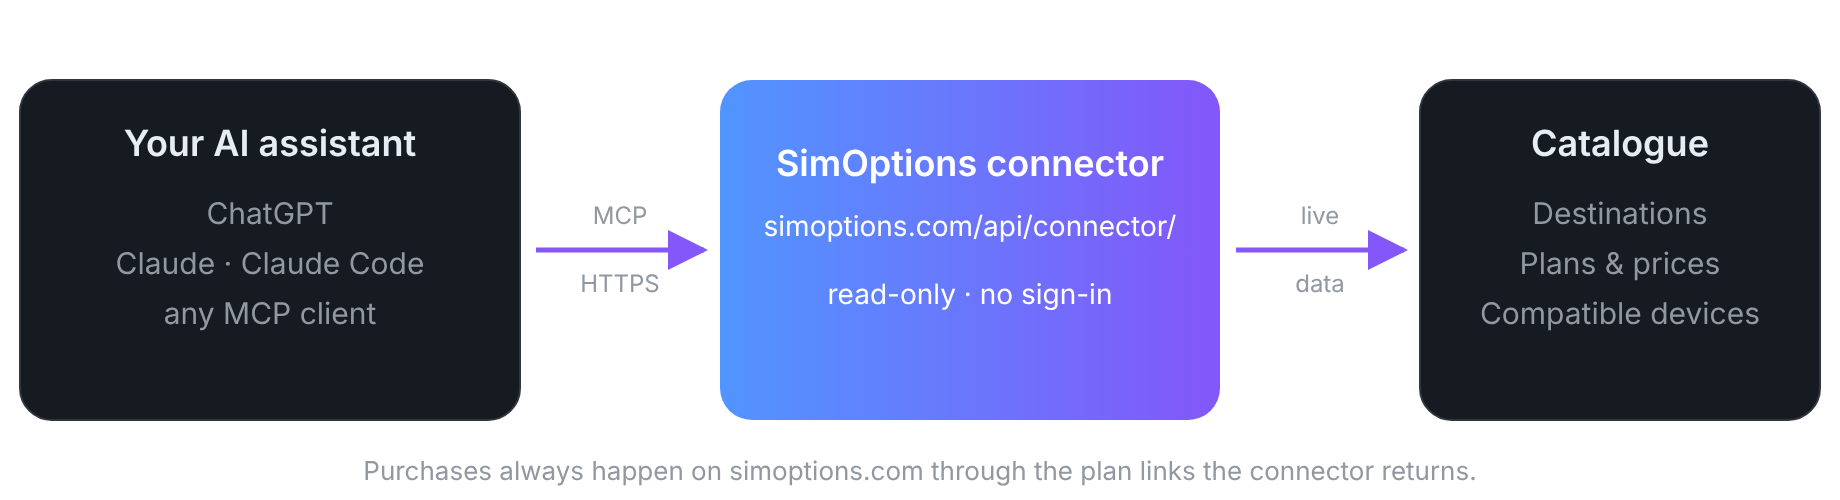 Your AI assistant
ChatGPT
Claude · Claude Code
any MCP client
MCP
HTTPS
SimOptions connector
simoptions.com/api/connector/
read-only · no sign-in
live
data
Catalogue
Destinations
Plans & prices
Compatible devices
Purchases always happen on simoptions.com through the plan links the connector returns.